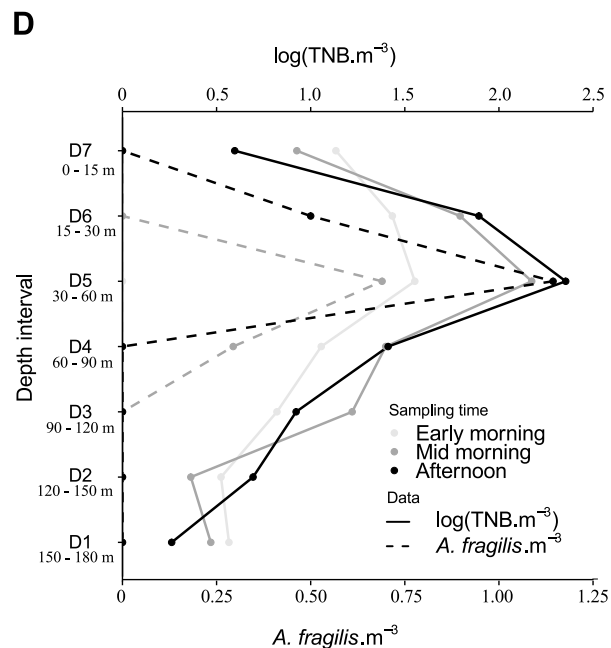 D
log(TNB.m⁻³)
0 0.5 1.0 1.5 2.0 2.5
D7
0 - 15 m
D6
15 - 30 m
D5
30 - 60 m
D4
60 - 90 m
D3
90 - 120 m
D2
120 - 150 m
D1
150 - 180 m
Depth interval
Sampling time
Early morning
Mid morning
Afternoon
Data
log(TNB.m⁻³)
A. fragilis.m⁻³
0 0.25 0.50 0.75 1.00 1.25
A. fragilis.m⁻³